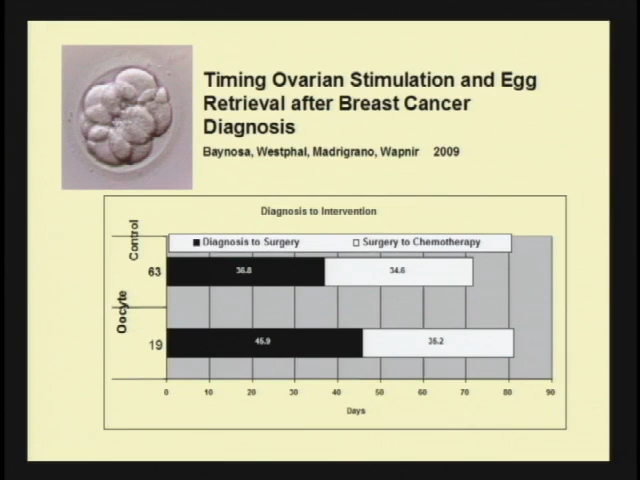 Timing Ovarian Stimulation and Egg
Retrieval after Breast Cancer
Diagnosis
Baynosa, Westphal, Madrigrano, Wapnir 2009
Diagnosis to Intervention
Diagnosis to Surgery Surgery to Chemotherapy
Control
63
36.8 34.6
Oocyte
19
45.9 35.2
0 10 20 30 40 50 60 70 80 90
Days